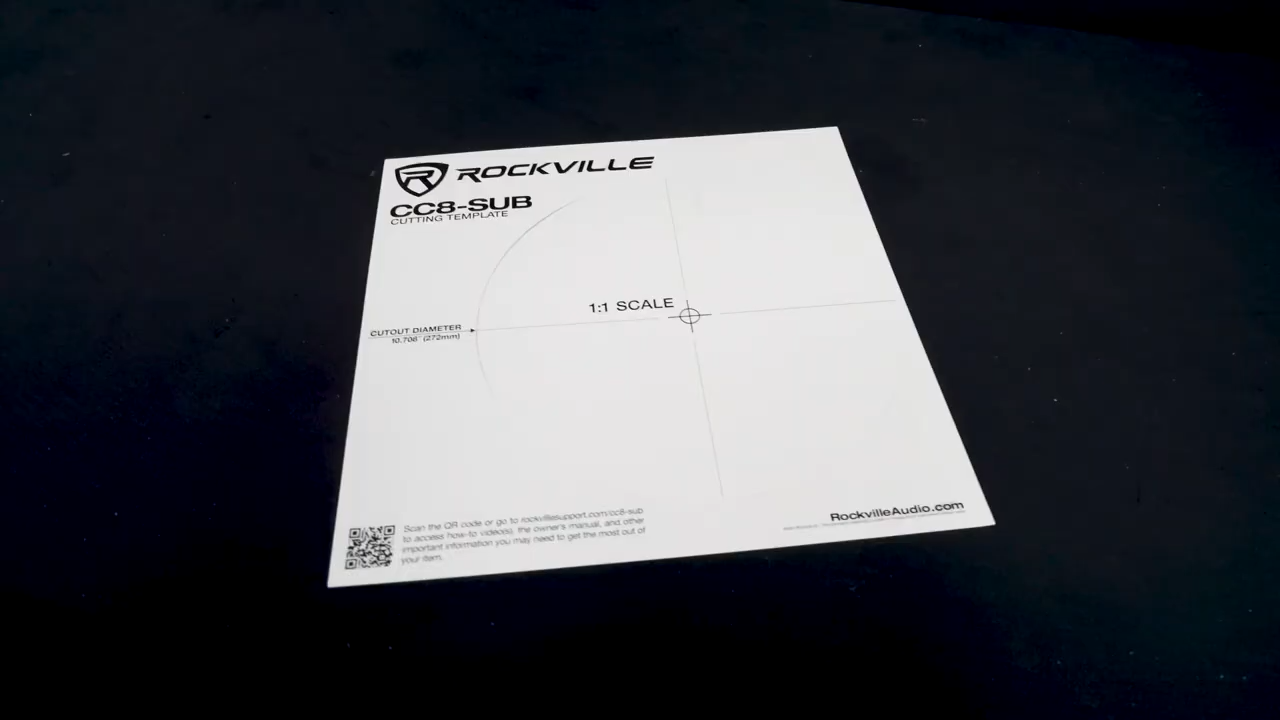 ROCKVILLE
CC8-SUB
CUTTING TEMPLATE
1:1 SCALE
CUTOUT DIAMETER
10.708" (272mm)
Scan the QR code or go to rockvillesupport.com/cc8-sub
to access how-to video(s), the owner's manual, and other
important information you may need to get the most out of
your item.
RockvilleAudio.com